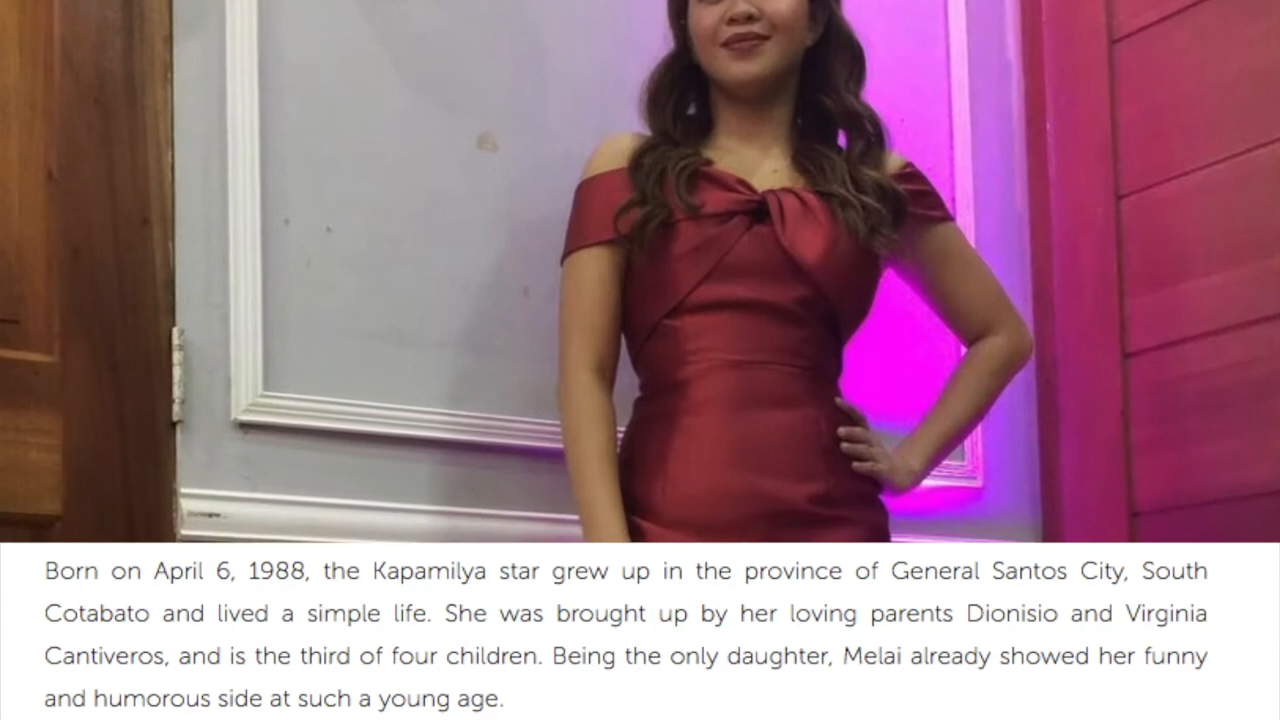 Born on April 6, 1988, the Kapamilya star grew up in the province of General Santos City, South
Cotabato and lived a simple life. She was brought up by her loving parents Dionisio and Virginia
Cantiveros, and is the third of four children. Being the only daughter, Melai already showed her funny
and humorous side at such a young age.